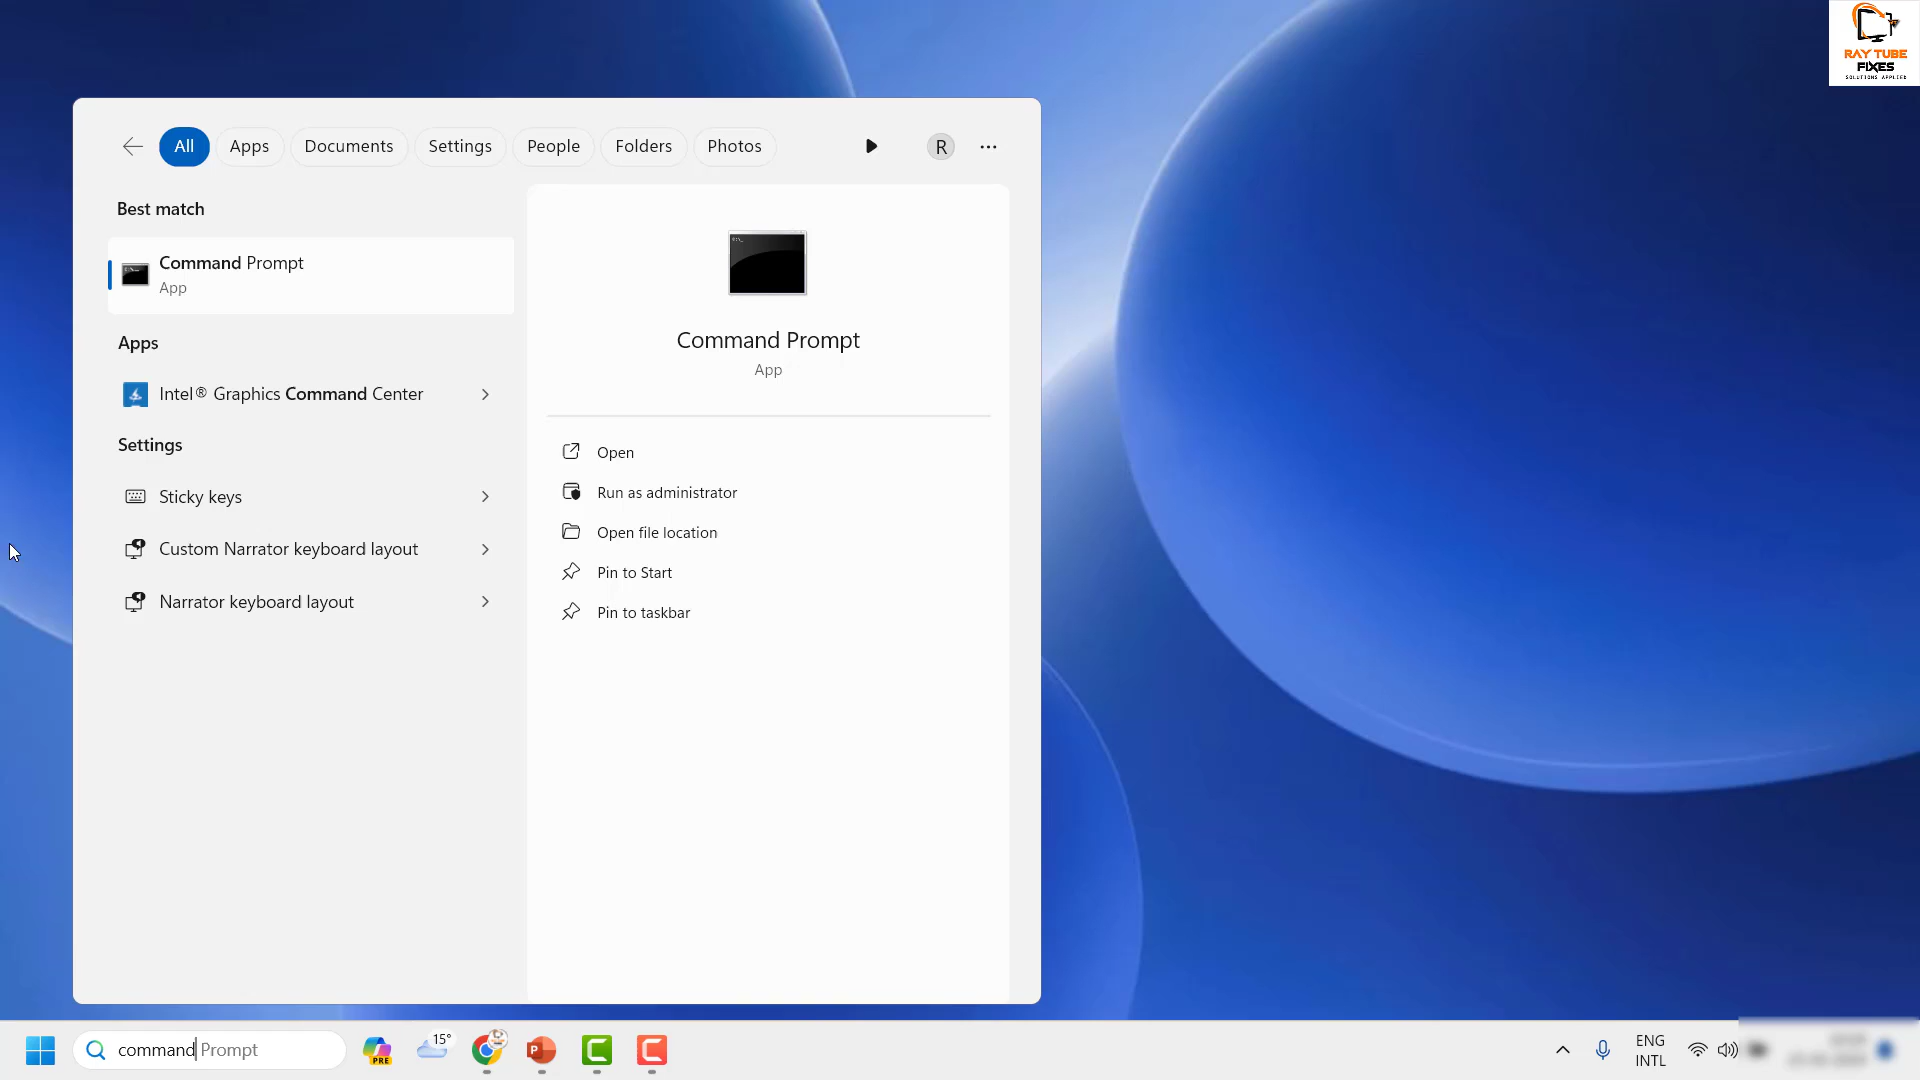 RAY TUBE
FIXES
SOLUTIONS APPLIED
All
Apps
Documents
Settings
People
Folders
Photos
R
Best match
Command Prompt
App
Apps
Intel® Graphics Command Center
Settings
Sticky keys
Custom Narrator keyboard layout
Narrator keyboard layout
Command Prompt
App
Open
Run as administrator
Open file location
Pin to Start
Pin to taskbar
command Prompt
PRE
15°
P
ENG
INTL